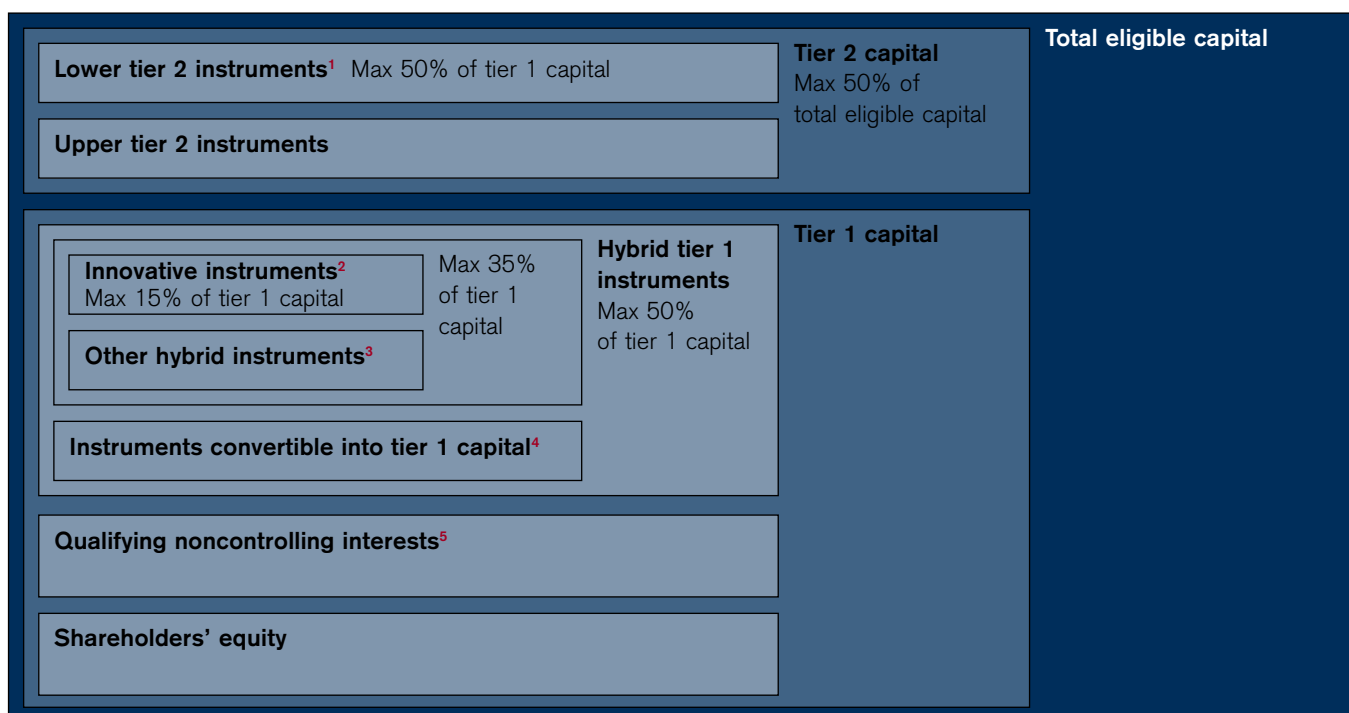 Total eligible capital
Tier 2 capital
Max 50% of
total eligible capital
Lower tier 2 instruments1 Max 50% of tier 1 capital
Upper tier 2 instruments
Tier 1 capital
Hybrid tier 1
instruments
Max 50%
of tier 1 capital
Max 35%
of tier 1
capital
Innovative instruments2
Max 15% of tier 1 capital
Other hybrid instruments3
Instruments convertible into tier 1 capital4
Qualifying noncontrolling interests5
Shareholders’ equity